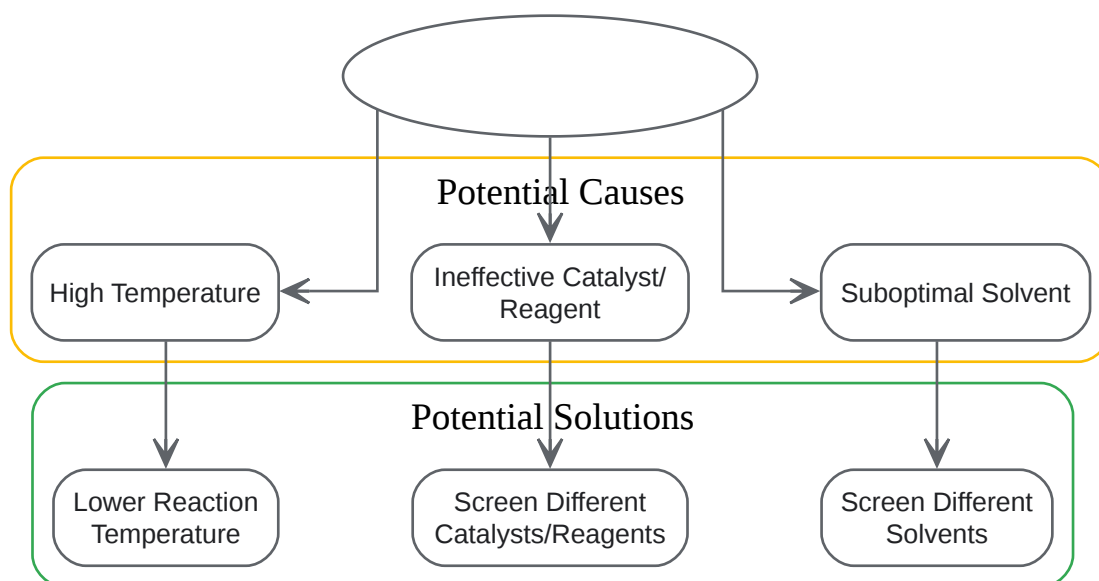 Potential Causes
High Temperature
Ineffective Catalyst/
Reagent
Suboptimal Solvent
Potential Solutions
Lower Reaction
Temperature
Screen Different
Catalysts/Reagents
Screen Different
Solvents